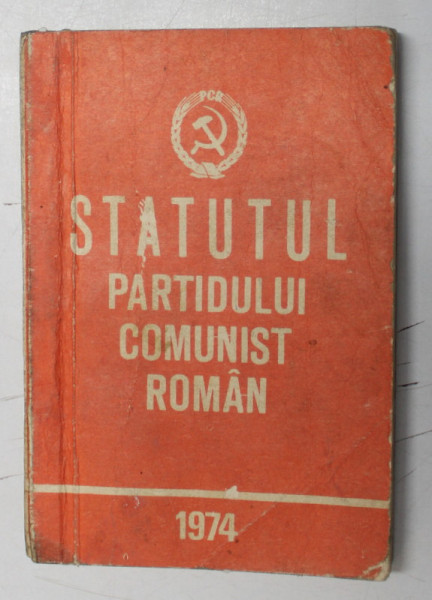 PCR
STATUTUL
PARTIDULUI
COMUNIST
ROMÂN
1974